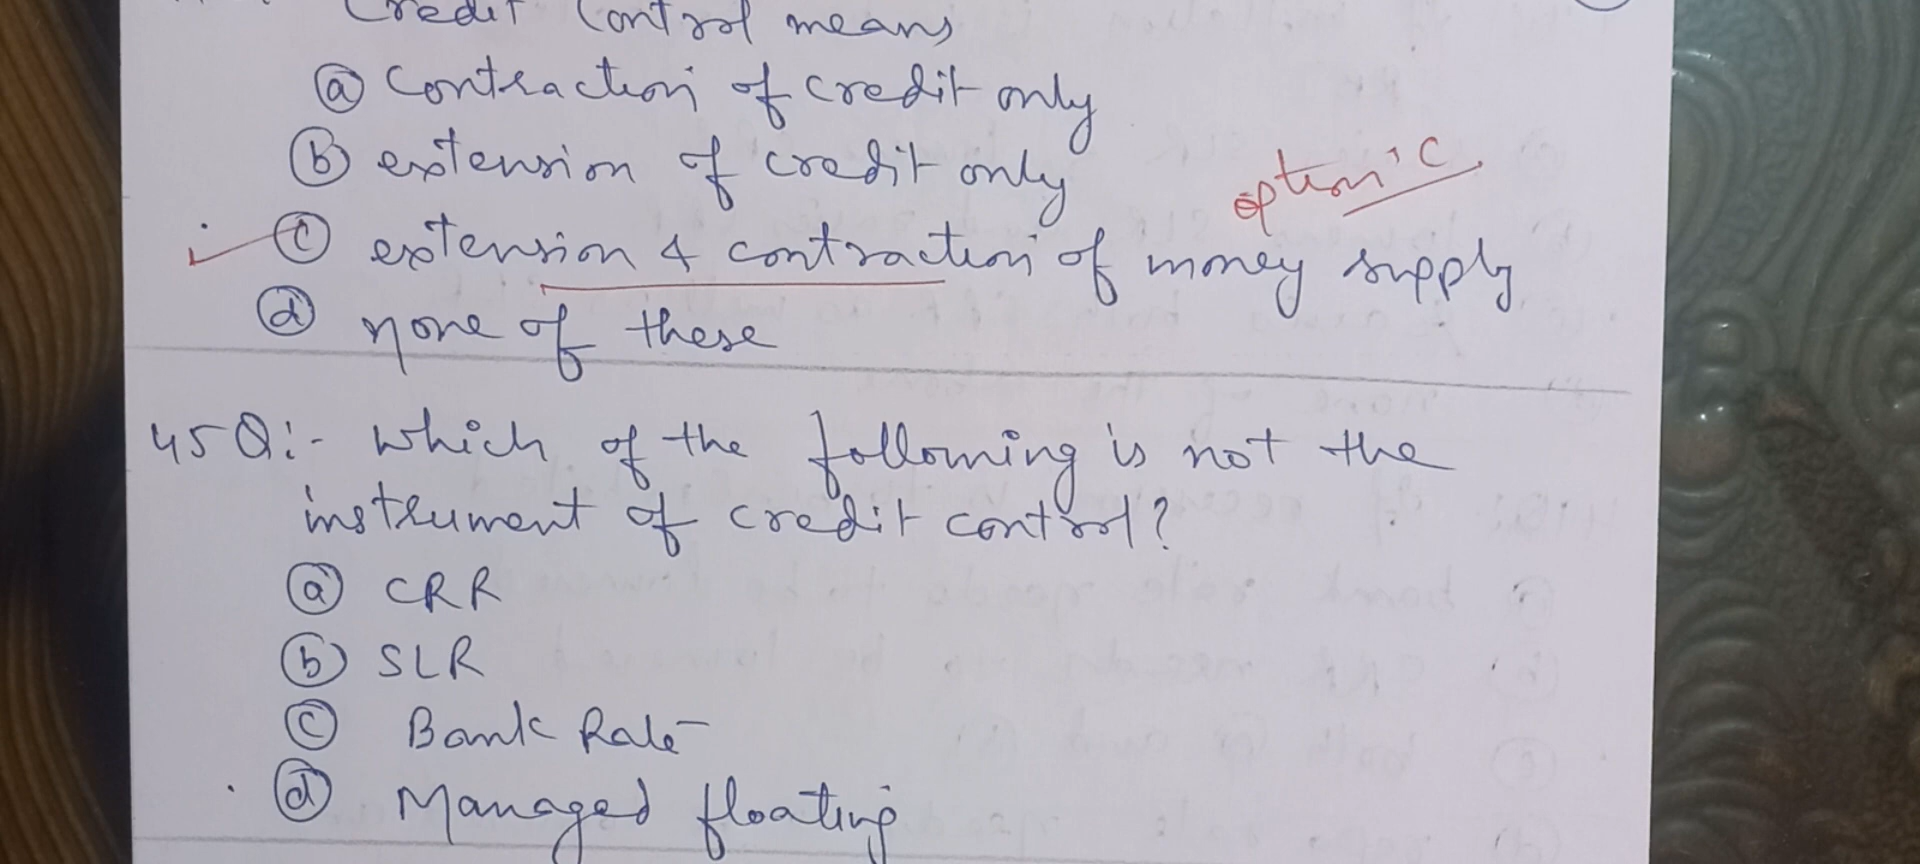 Credit Control means
(a) Contraction of credit only
(b) extension of credit only
option 'C'
(c) extension & contraction of money supply
(d) none of these
45 Q:- Which of the following is not the
instrument of credit control?
(a) CRR
(b) SLR
(c) Bank Rate
(d) Managed floating